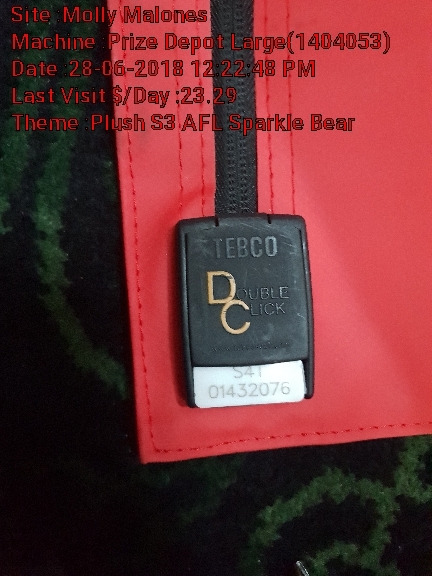 Site, Molly Malones
Machine :Prize Depot Large(1404053)
Date :28-06-2018 12:22:48 PM
Last Visit $/Day :23.29
Theme :Plush S3 AFL Sparkle Bear
TEBCO
DOUBLE
CLICK
S41
01432076